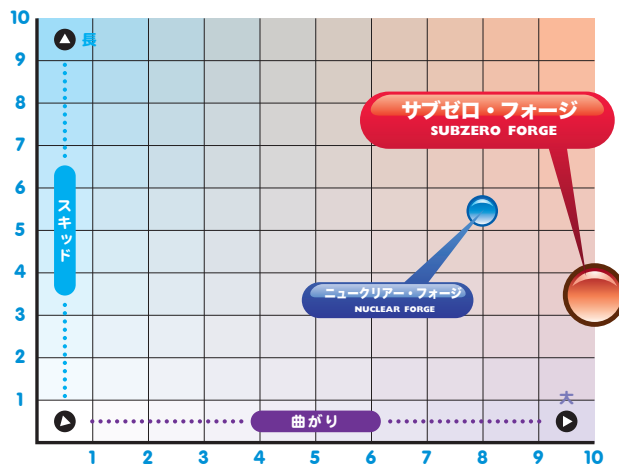 10
9
8
7
6
5
4
3
2
1
長
スキッド
サブゼロ・フォージ
SUBZERO FORGE
ニュークリアー・フォージ
NUCLEAR FORGE
大
曲がり
1 2 3 4 5 6 7 8 9 10